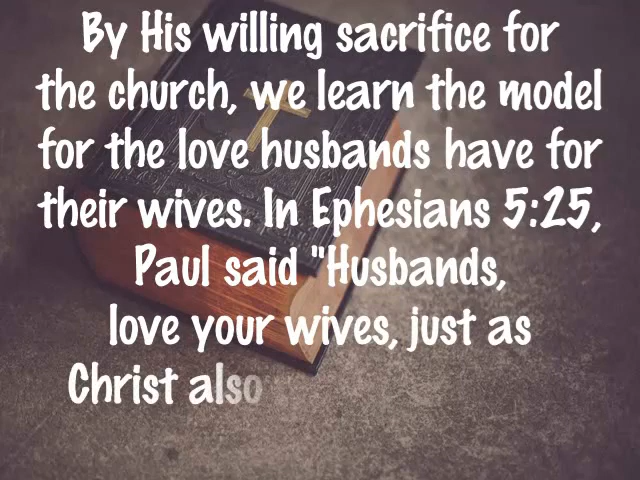 By His willing sacrifice for
the church, we learn the model
for the love husbands have for
their wives. In Ephesians 5:25,
Paul said "Husbands,
love your wives, just as
Christ also